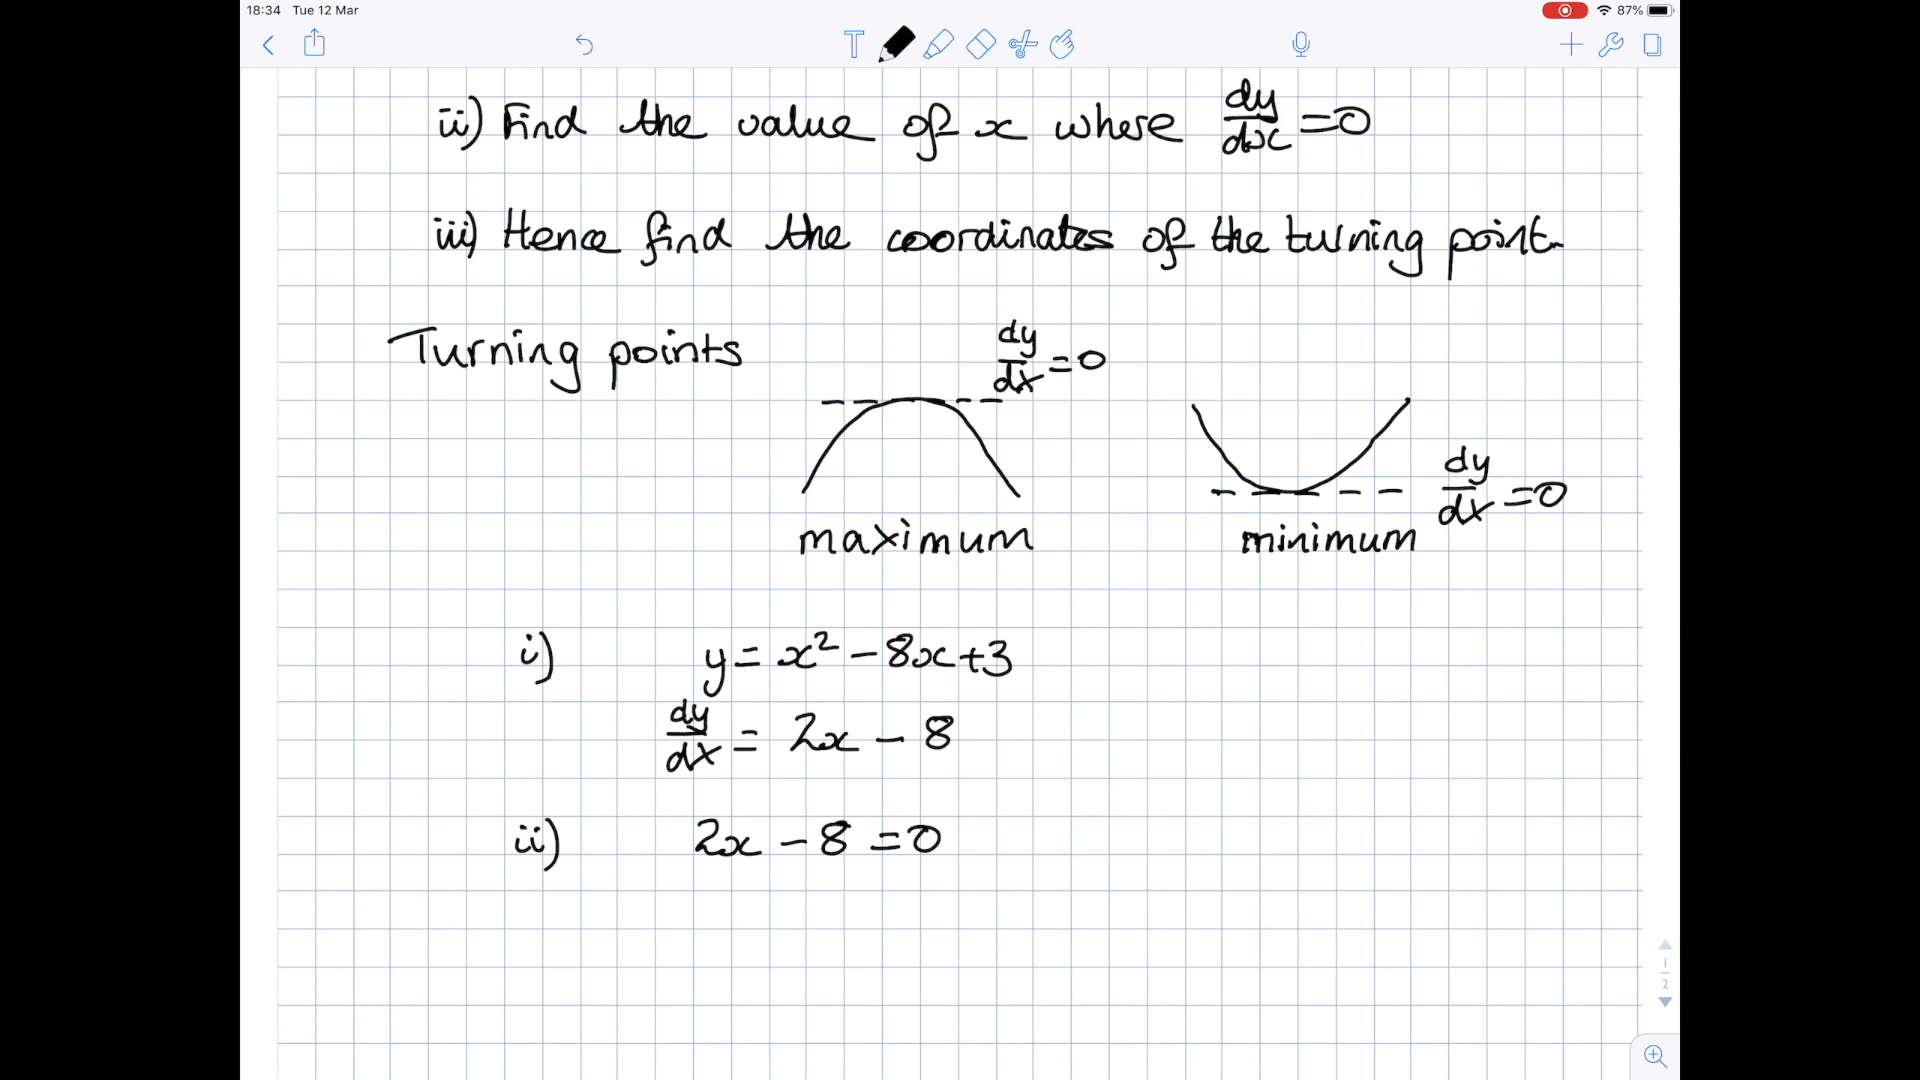 18:34 Tue 12 Mar 87%
T
ii) Find the value of x where dy/dx = 0
iii) Hence find the coordinates of the turning point.
Turning points
dy/dx = 0
dy/dx = 0
maximum
minimum
i) y = x² - 8x + 3
dy/dx = 2x - 8
ii) 2x - 8 = 0
1
2